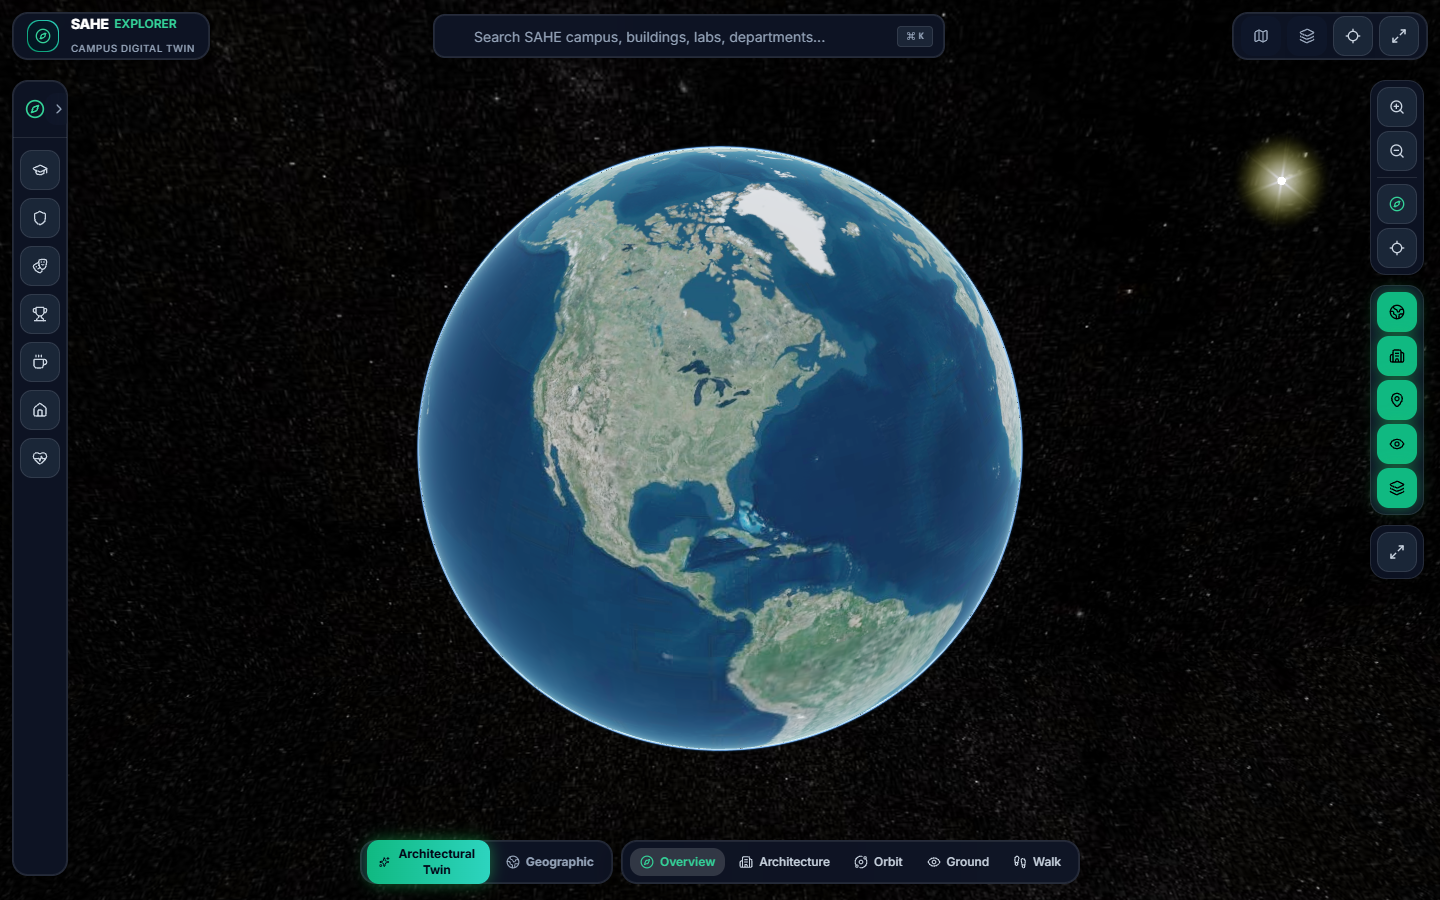 SAHE EXPLORER
CAMPUS DIGITAL TWIN
Search SAHE campus, buildings, labs, departments...
⌘ K
Architectural
Twin
Geographic
Overview
Architecture
Orbit
Ground
Walk